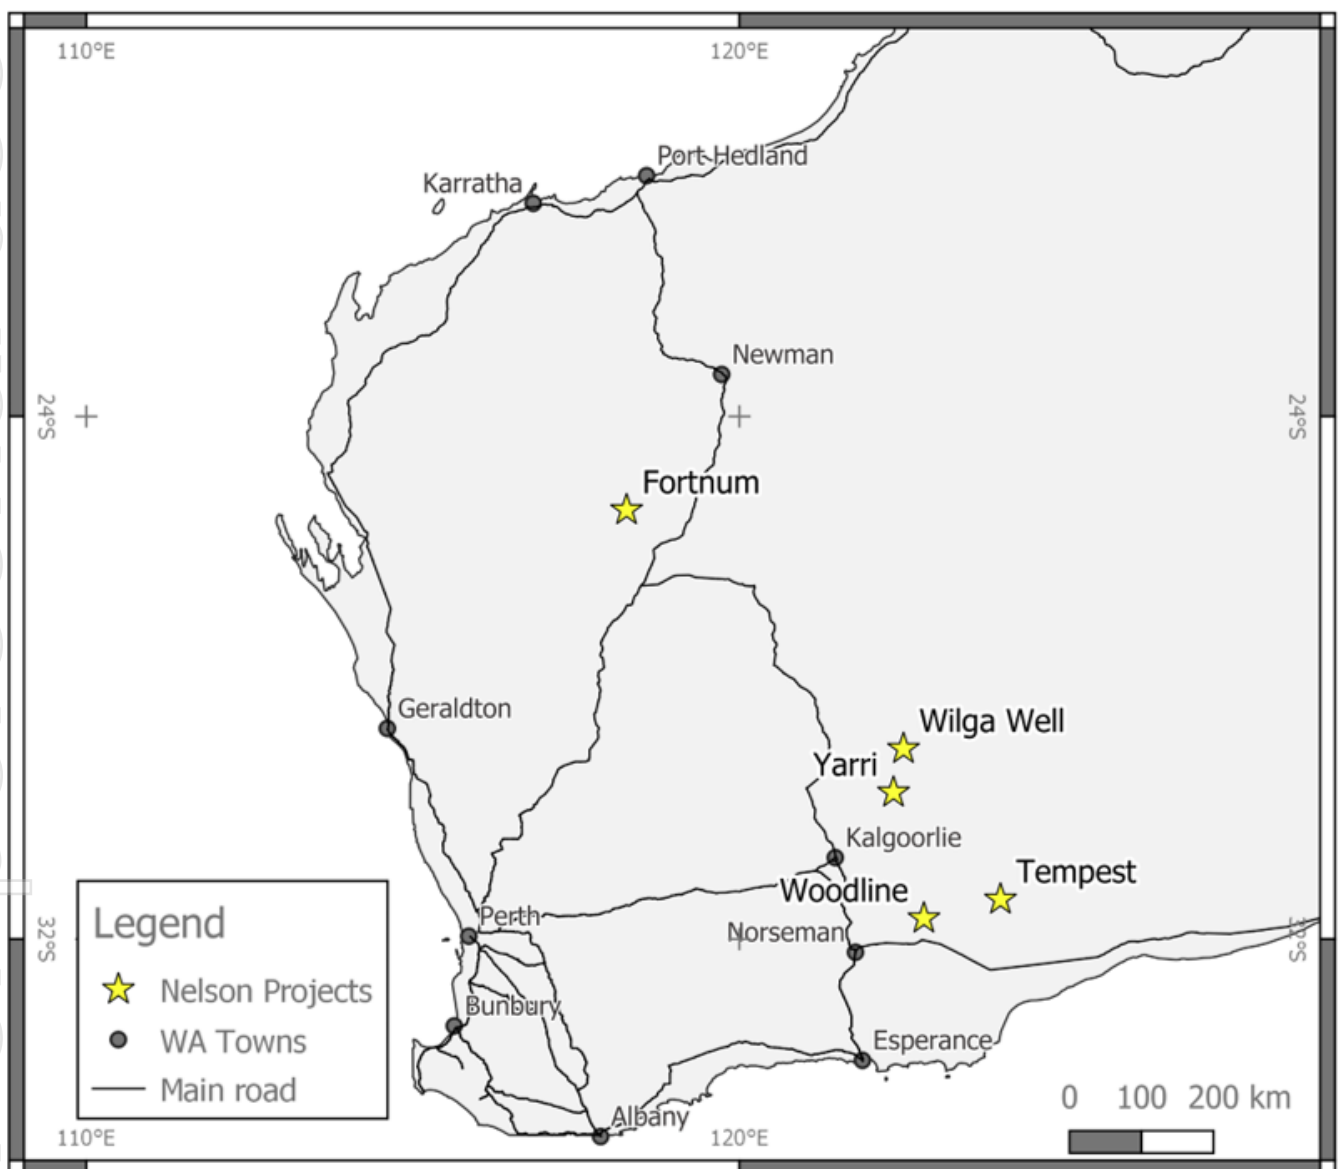 110°E 120°E
Port Hedland
Karratha
Newman
24°S 24°S
Fortnum
Geraldton
Wilga Well
Yarri
Kalgoorlie
Tempest
Woodline
Perth
Norseman
32°S 32°S
Legend
Nelson Projects
WA Towns
Main road
Bunbury
Esperance
Albany
0 100 200 km
110°E 120°E